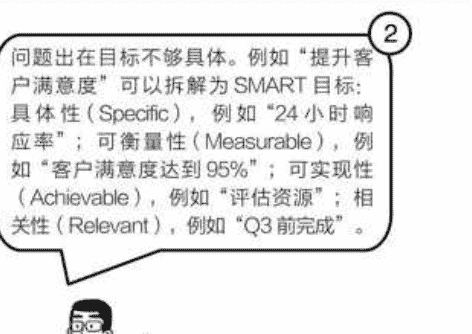 2
问题出在目标不够具体。例如“提升客
户满意度”可以拆解为 SMART 目标：
具体性（Specific），例如“24 小时响
应率”；可衡量性（Measurable），例
如“客户满意度达到 95%”；可实现性
（Achievable），例如“评估资源”；相
关性（Relevant），例如“Q3 前完成”。